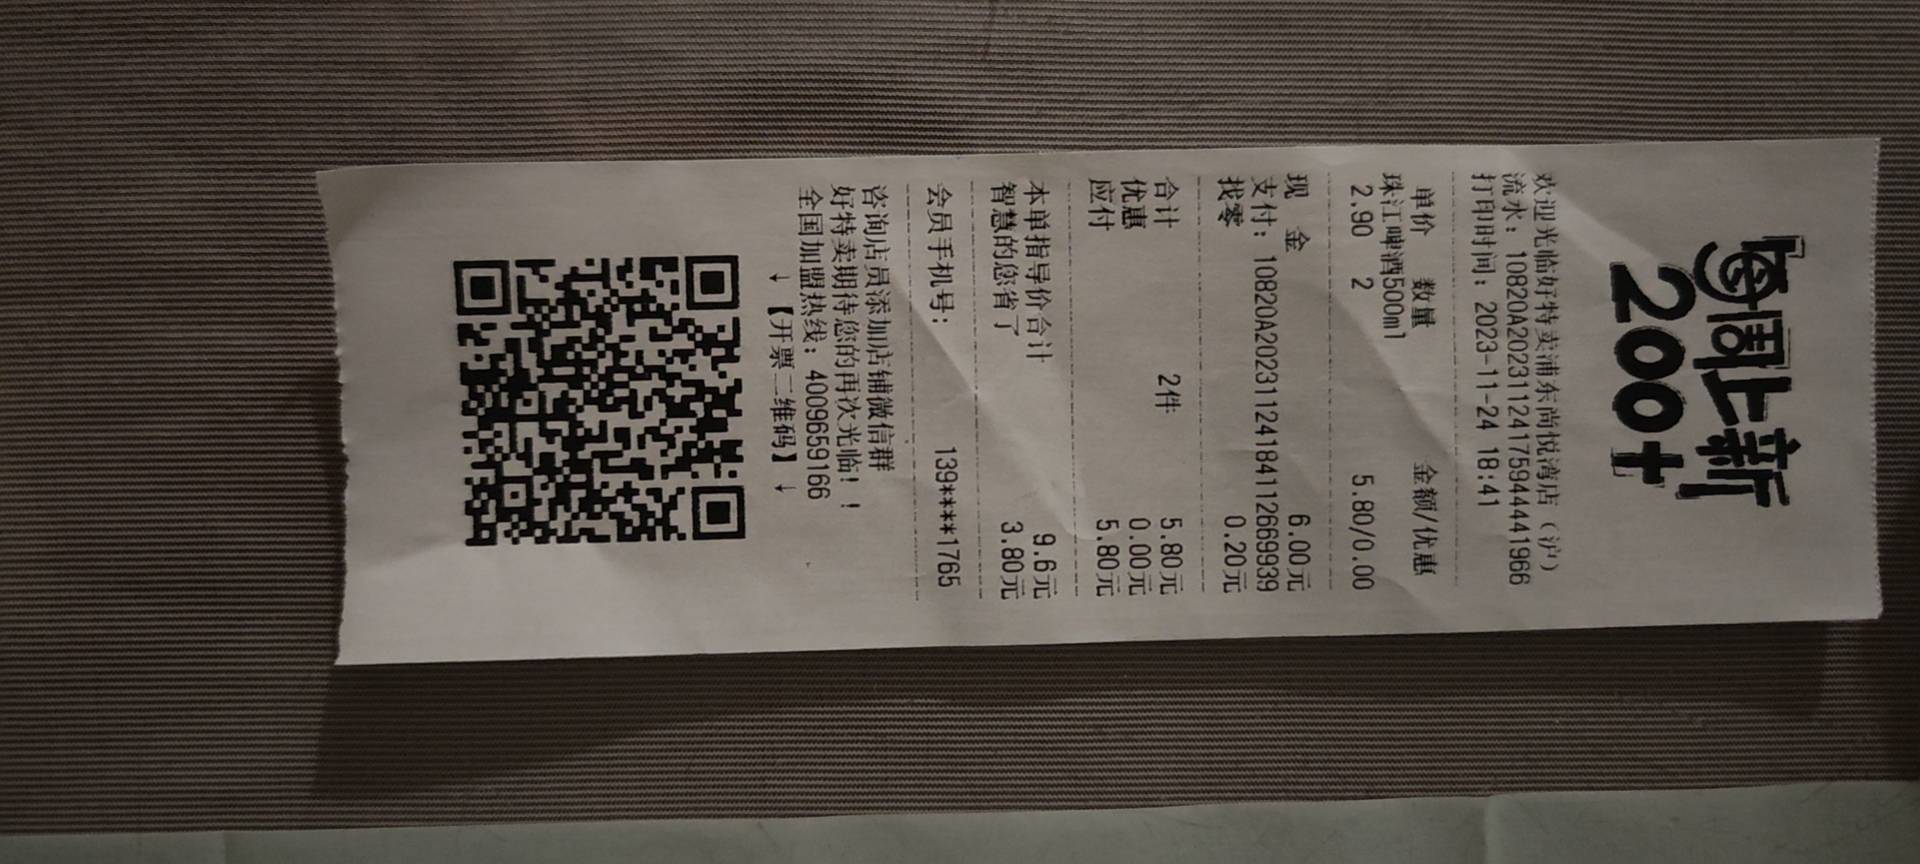 每周上新
200+
欢迎光临好特卖浦东尚悦湾店（沪）
流水：10820A20231124175944441966
打印时间：2023-11-24 18:41
单价 数量 金额/优惠
珠江啤酒500ml
2.90 2 5.80/0.00
现 金 6.00元
支付：10820A20231124184112669939
找零 0.20元
合计 2件 5.80元
优惠 0.00元
应付 5.80元
本单指导价合计 9.6元
智慧的您省了 3.80元
会员手机号： 139****1765
咨询店员添加店铺微信群
好特卖期待您的再次光临！！
全国加盟热线：4009659166
↓【开票二维码】↓